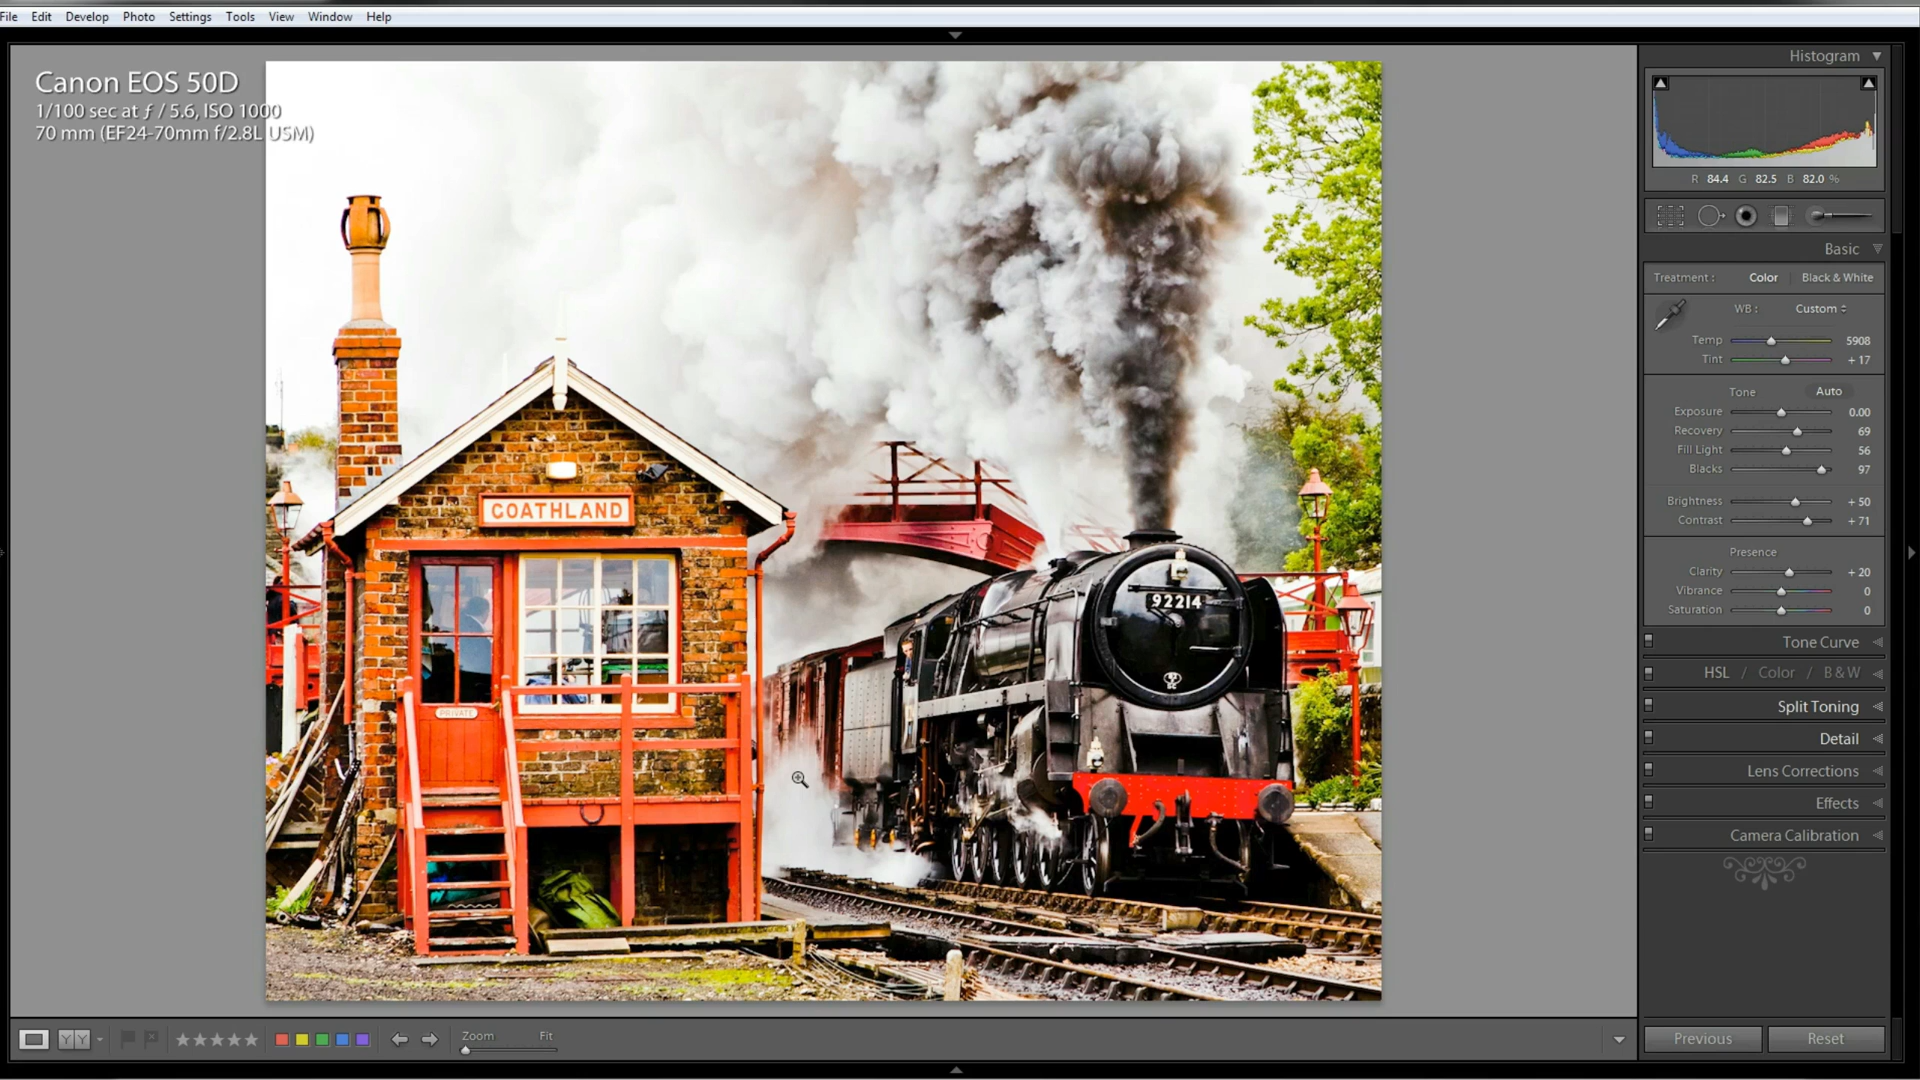 File Edit Develop Photo Settings Tools View Window Help
Canon EOS 50D
1/100 sec at ƒ / 5.6, ISO 1000
70 mm (EF24-70mm f/2.8L USM)
COATHLAND
PRIVATE
92214
Histogram
R 84.4 G 82.5 B 82.0 %
Basic
Treatment : Color Black & White
WB : Custom
Temp 5908
Tint + 17
Tone Auto
Exposure 0.00
Recovery 69
Fill Light 56
Blacks 97
Brightness + 50
Contrast + 71
Presence
Clarity + 20
Vibrance 0
Saturation 0
Tone Curve
HSL / Color / B & W
Split Toning
Detail
Lens Corrections
Effects
Camera Calibration
YY
Zoom Fit
Previous Reset